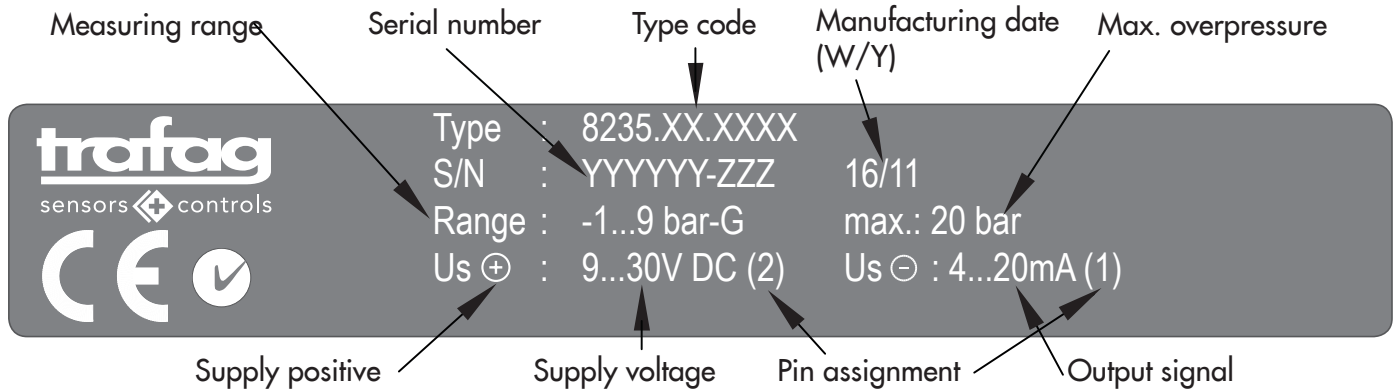 Measuring range Serial number Type code Manufacturing date Max. overpressure
(W/Y)
trafag
sensors controls
CE
Type : 8235.XX.XXXX
S/N : YYYYYY-ZZZ 16/11
Range : -1...9 bar-G max.: 20 bar
Us ⊕ : 9...30V DC (2) Us ⊖ : 4...20mA (1)
Supply positive Supply voltage Pin assignment Output signal